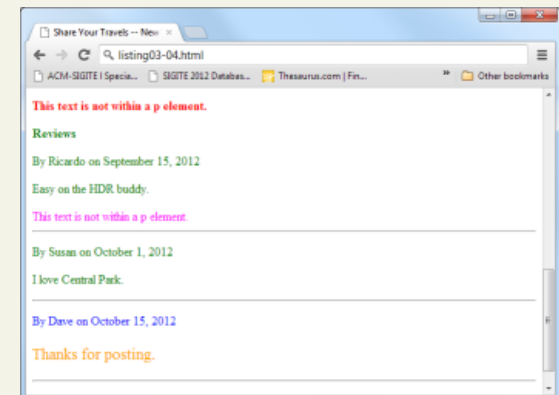 Share Your Travels -- New
listing03-04.html
ACM-SIGITE I Specia... SIGITE 2012 Databas... Thesaurus.com | Fin... » Other bookmarks
This text is not within a p element.
Reviews
By Ricardo on September 15, 2012
Easy on the HDR buddy.
This text is not within a p element.
By Susan on October 1, 2012
I love Central Park.
By Dave on October 15, 2012
Thanks for posting.